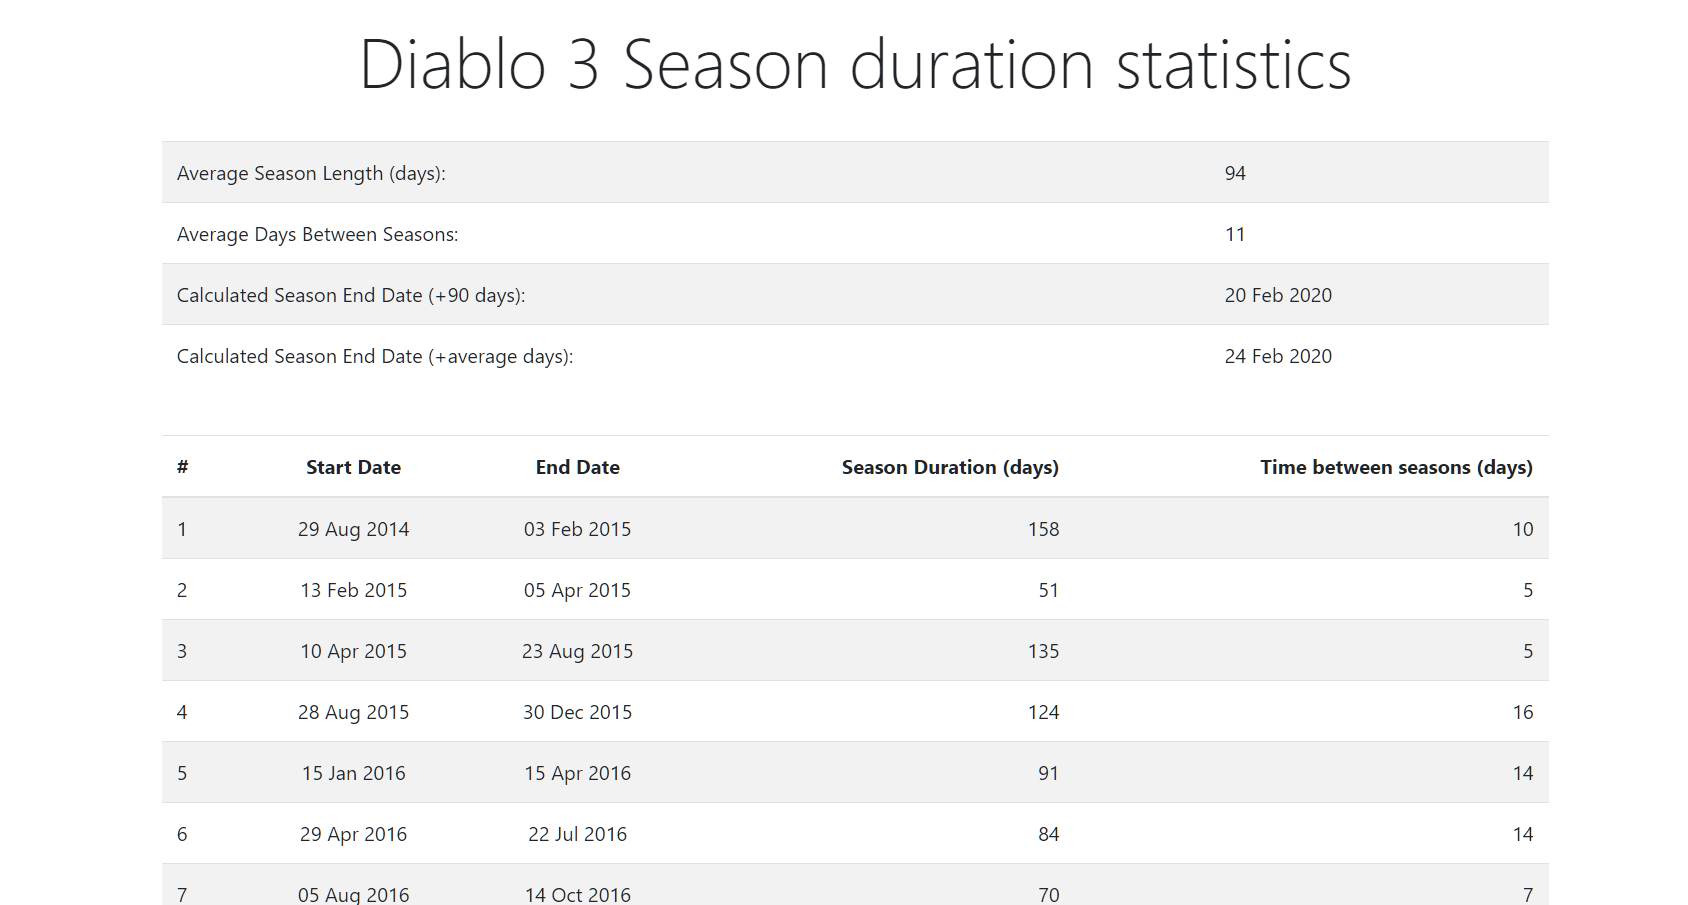 Diablo 3 Season duration statistics
Average Season Length (days): 94
Average Days Between Seasons: 11
Calculated Season End Date (+90 days): 20 Feb 2020
Calculated Season End Date (+average days): 24 Feb 2020
# Start Date End Date Season Duration (days) Time between seasons (days)
1 29 Aug 2014 03 Feb 2015 158 10
2 13 Feb 2015 05 Apr 2015 51 5
3 10 Apr 2015 23 Aug 2015 135 5
4 28 Aug 2015 30 Dec 2015 124 16
5 15 Jan 2016 15 Apr 2016 91 14
6 29 Apr 2016 22 Jul 2016 84 14
7 05 Aug 2016 14 Oct 2016 70 7